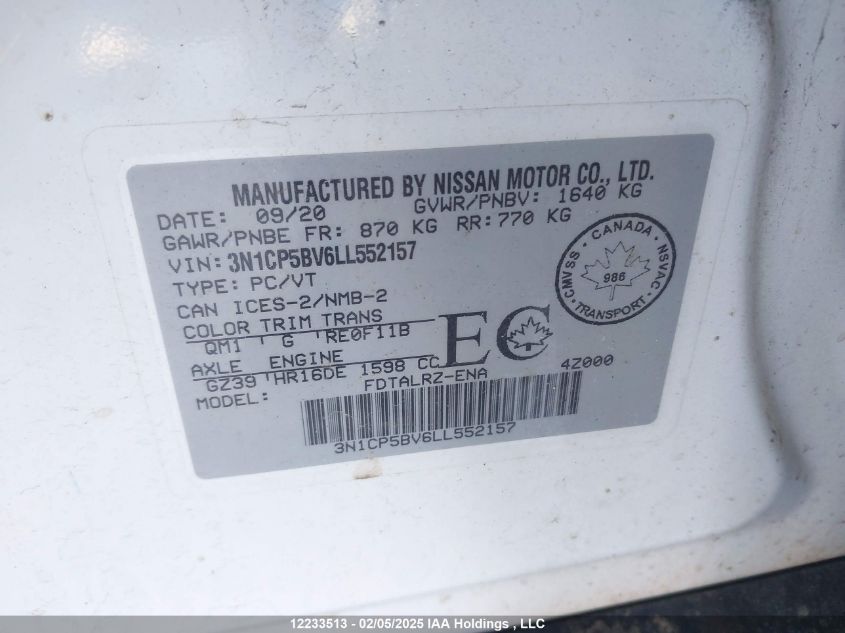 MANUFACTURED BY NISSAN MOTOR CO., LTD.
DATE: 09/20 GVWR/PNBV: 1640 KG
GAWR/PNBE FR: 870 KG RR: 770 KG
VIN: 3N1CP5BV6LL552157
TYPE: PC/VT
CAN ICES-2/NMB-2
COLOR TRIM TRANS
QM1 G RE0F11B
AXLE ENGINE
GZ39 HR16DE 1598 CC
EC
4Z000
MODEL: FDTALRZ-ENA
3N1CP5BV6LL552157
CANADA
CMVSS 986 NSVAC
TRANSPORT
12233513 - 02/05/2025 IAA Holdings , LLC